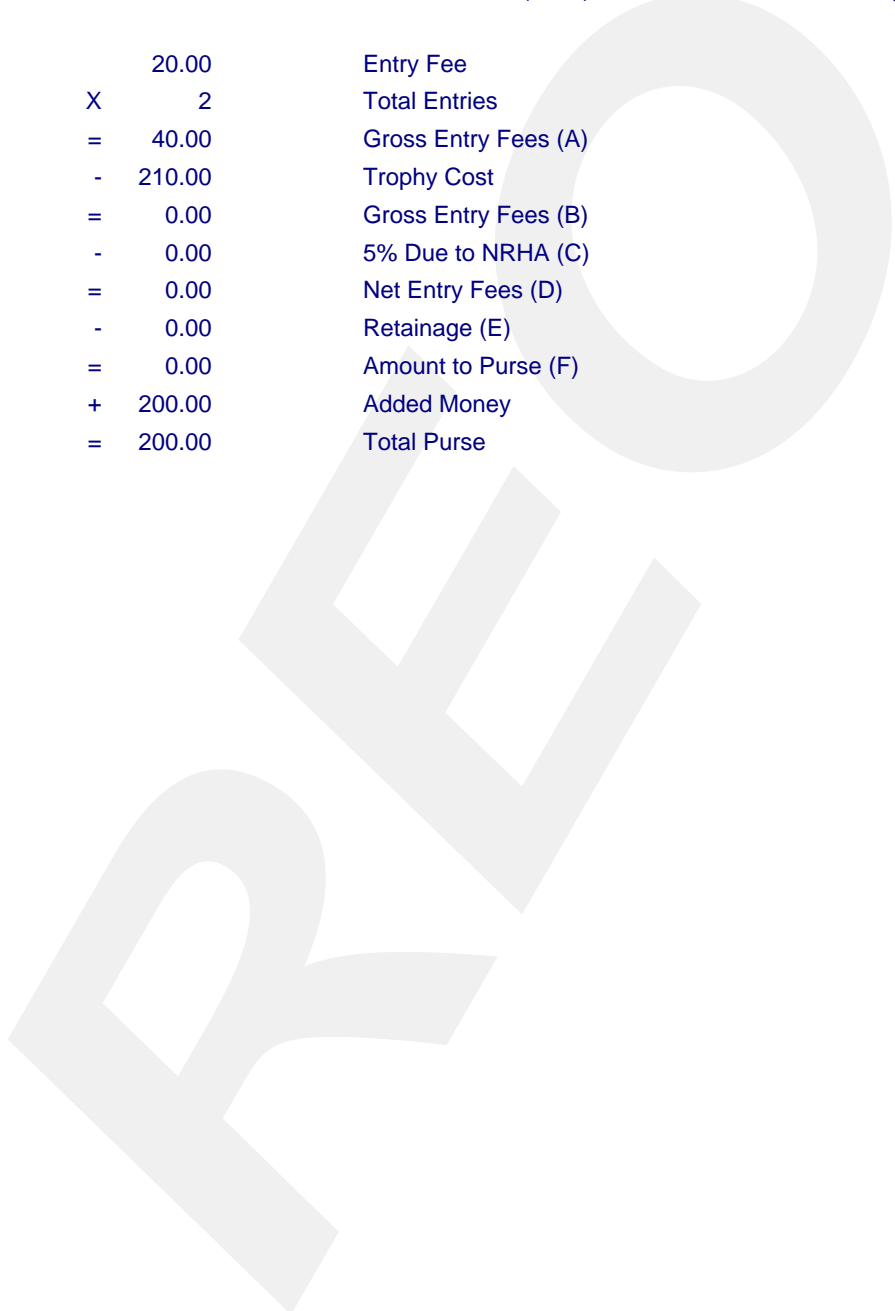 20.00 Entry Fee
X 2 Total Entries
= 40.00 Gross Entry Fees (A)
- 210.00 Trophy Cost
= 0.00 Gross Entry Fees (B)
- 0.00 5% Due to NRHA (C)
= 0.00 Net Entry Fees (D)
- 0.00 Retainage (E)
= 0.00 Amount to Purse (F)
+ 200.00 Added Money
= 200.00 Total Purse
REO